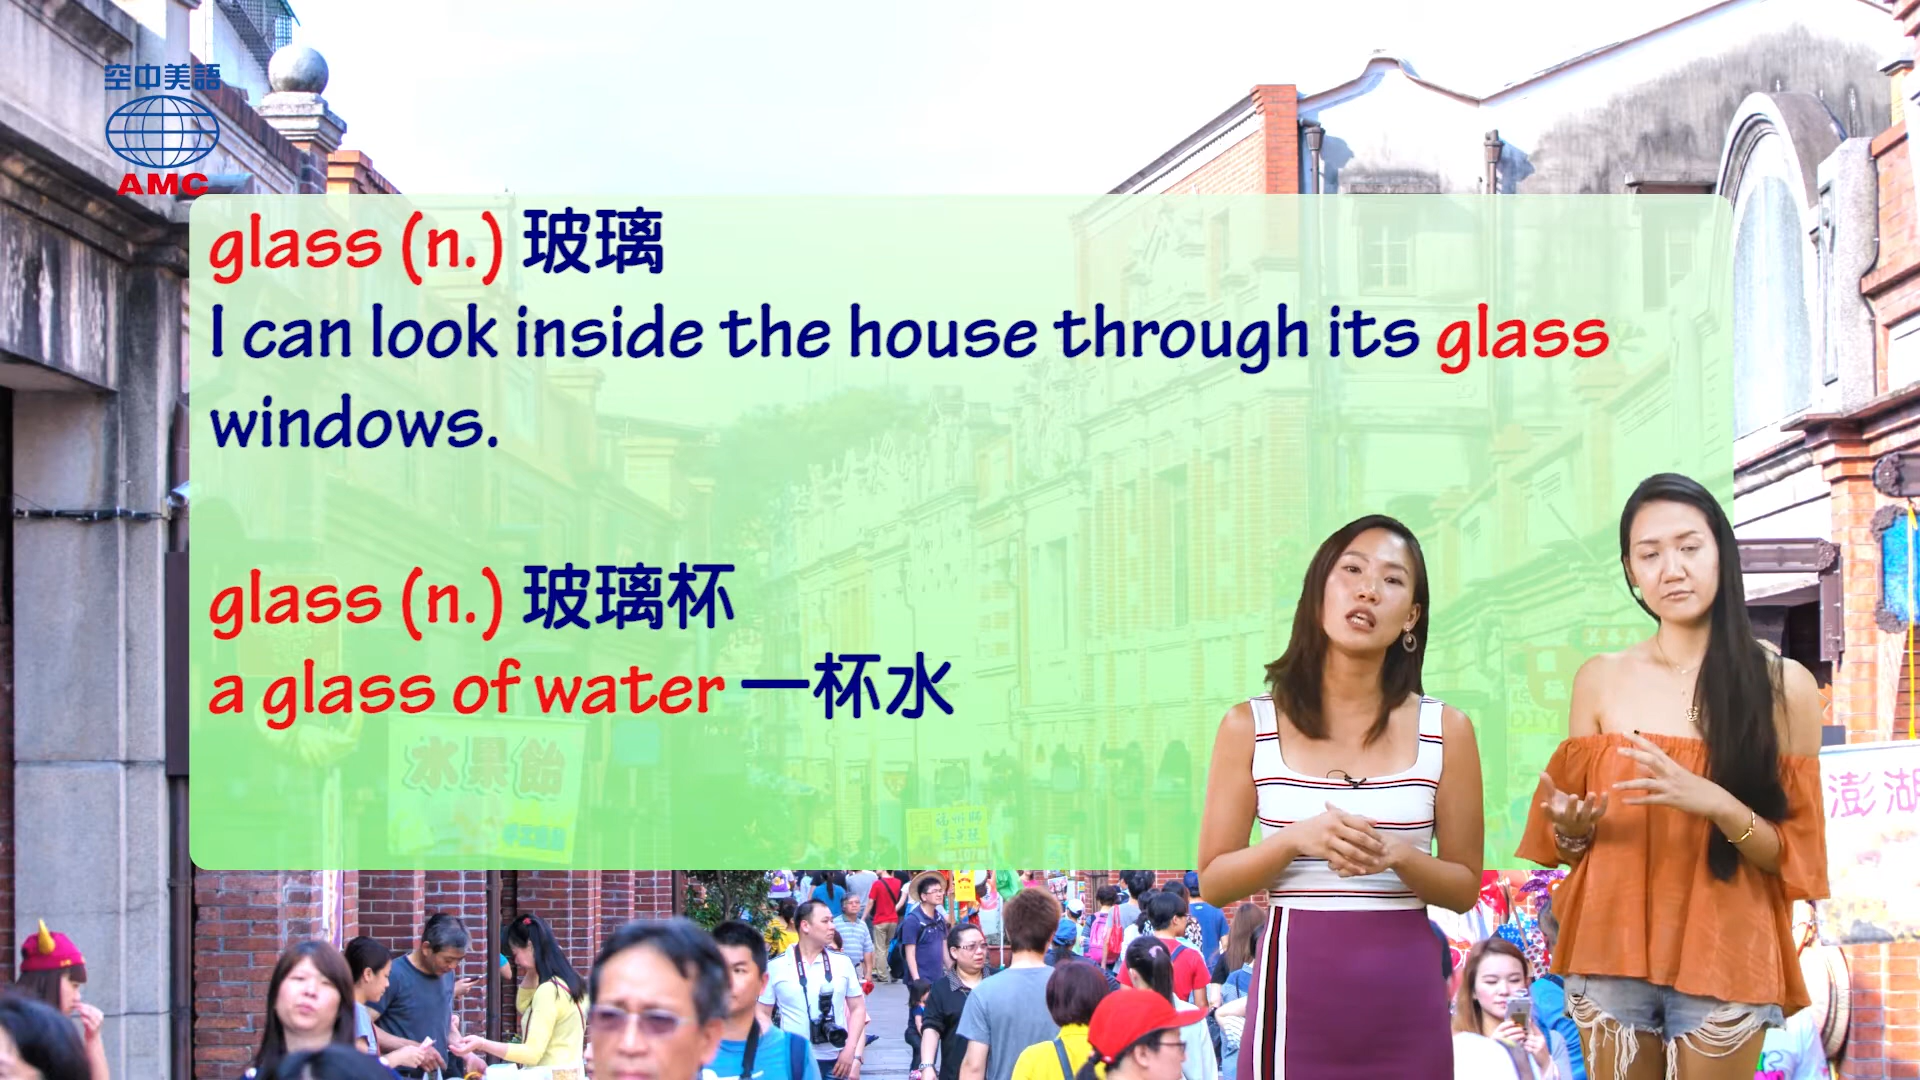 空中美語
AMC
glass (n.) 玻璃
I can look inside the house through its glass
windows.
glass (n.) 玻璃杯
a glass of water 一杯水
水果飴
DIY
澎湖